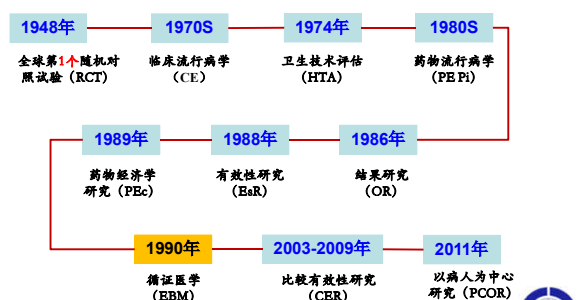 1948年
1970S
1974年
1980S
全球第1个随机对
照试验（RCT）
临床流行病学
（CE）
卫生技术评估
（HTA）
药物流行病学
（PE Pi）
1989年
1988年
1986年
药物经济学
研究（PEc）
有效性研究
（EsR）
结果研究
（OR）
1990年
2003-2009年
2011年
循证医学
（EBM）
比较有效性研究
（CER）
以病人为中心
研究（PCOR）